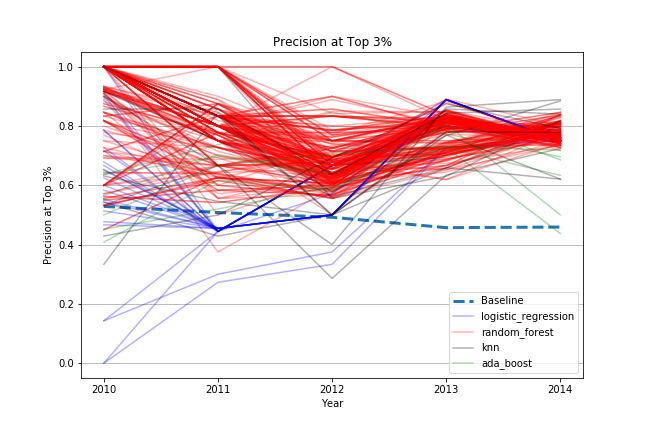 Precision at Top 3%
1.0
0.8
0.6
0.4
0.2
0.0
Precision at Top 3%
2010 2011 2012 2013 2014
Year
Baseline
logistic_regression
random_forest
knn
ada_boost